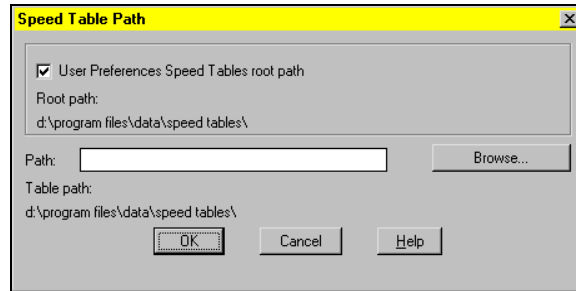 Speed Table Path
User Preferences Speed Tables root path
Root path:
d:\program files\data\speed tables\
Path:
Browse...
Table path:
d:\program files\data\speed tables\
OK Cancel Help